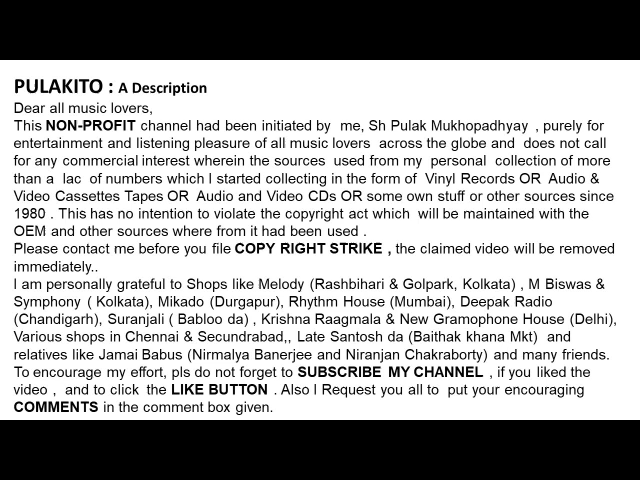 PULAKITO : A Description
Dear all music lovers,
This NON-PROFIT channel had been initiated by me, Sh Pulak Mukhopadhyay , purely for
entertainment and listening pleasure of all music lovers across the globe and does not call
for any commercial interest wherein the sources used from my personal collection of more
than a lac of numbers which I started collecting in the form of Vinyl Records OR Audio &
Video Cassettes Tapes OR Audio and Video CDs OR some own stuff or other sources since
1980 . This has no intention to violate the copyright act which will be maintained with the
OEM and other sources where from it had been used .
Please contact me before you file COPY RIGHT STRIKE , the claimed video will be removed
immediately..
I am personally grateful to Shops like Melody (Rashbihari & Golpark, Kolkata) , M Biswas &
Symphony ( Kolkata), Mikado (Durgapur), Rhythm House (Mumbai), Deepak Radio
(Chandigarh), Suranjali ( Babloo da) , Krishna Raagmala & New Gramophone House (Delhi),
Various shops in Chennai & Secundrabad,, Late Santosh da (Baithak khana Mkt) and
relatives like Jamai Babus (Nirmalya Banerjee and Niranjan Chakraborty) and many friends.
To encourage my effort, pls do not forget to SUBSCRIBE MY CHANNEL , if you liked the
video , and to click the LIKE BUTTON . Also I Request you all to put your encouraging
COMMENTS in the comment box given.